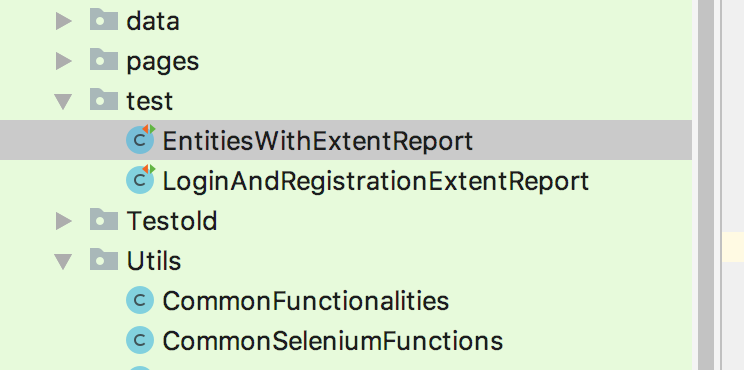 data
pages
test
EntitiesWithExtentReport
LoginAndRegistrationExtentReport
Testold
Utils
CommonFunctionalities
CommonSeleniumFunctions